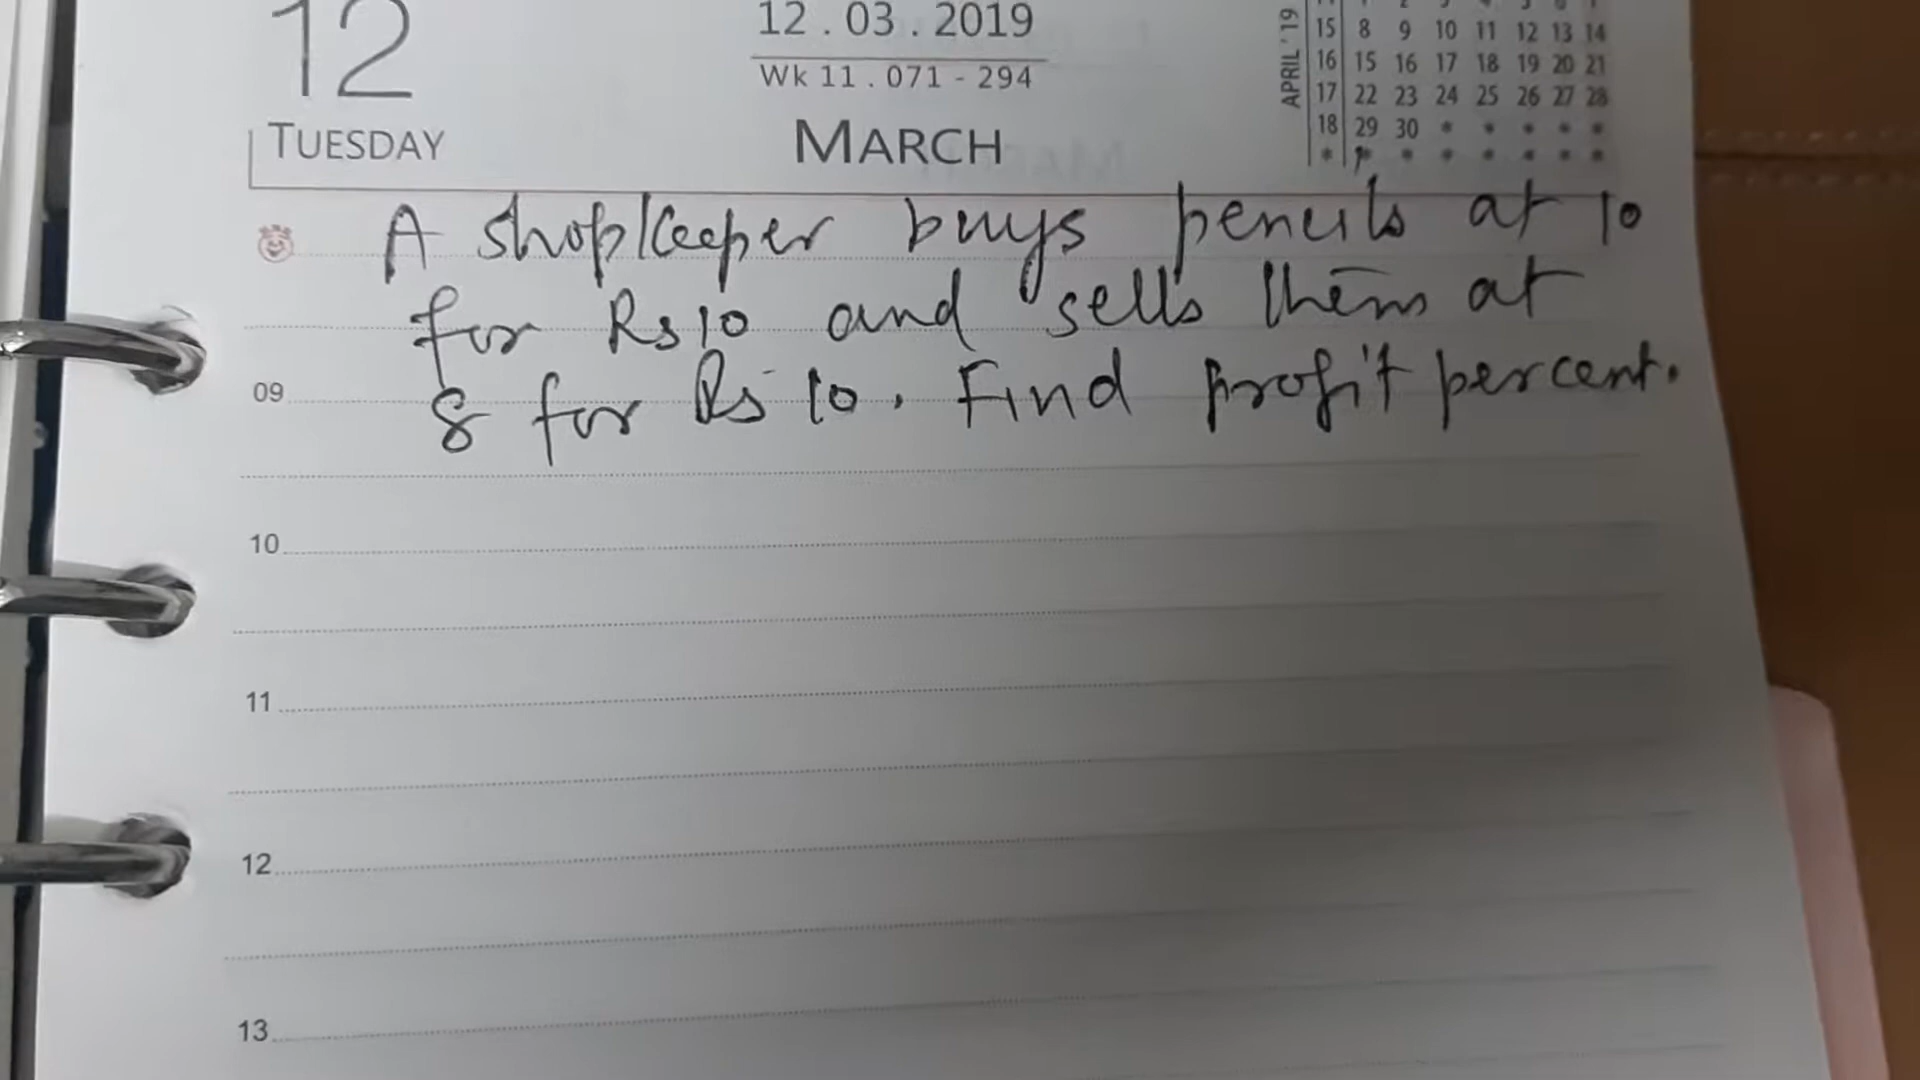 12
12 . 03 . 2019
Wk 11 . 071 - 294
TUESDAY
MARCH
APRIL '19
15 8 9 10 11 12 13 14
16 15 16 17 18 19 20 21
17 22 23 24 25 26 27 28
18 29 30 * * * * *
* * * * * * *
A shopkeeper buys pencils at 10
for Rs 10 and sells them at
09
8 for Rs 10. Find profit percent.
10
11
12
13